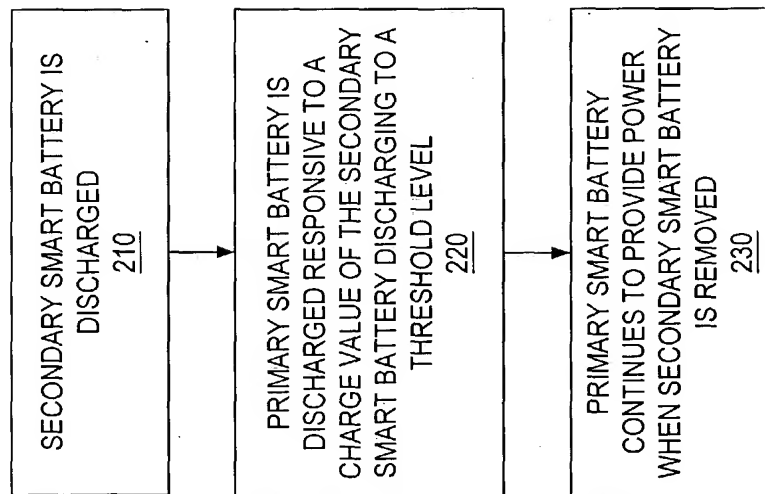 SECONDARY SMART BATTERY IS
DISCHARGED
210
PRIMARY SMART BATTERY IS
DISCHARGED RESPONSIVE TO A
CHARGE VALUE OF THE SECONDARY
SMART BATTERY DISCHARGING TO A
THRESHOLD LEVEL
220
PRIMARY SMART BATTERY
CONTINUES TO PROVIDE POWER
WHEN SECONDARY SMART BATTERY
IS REMOVED
230